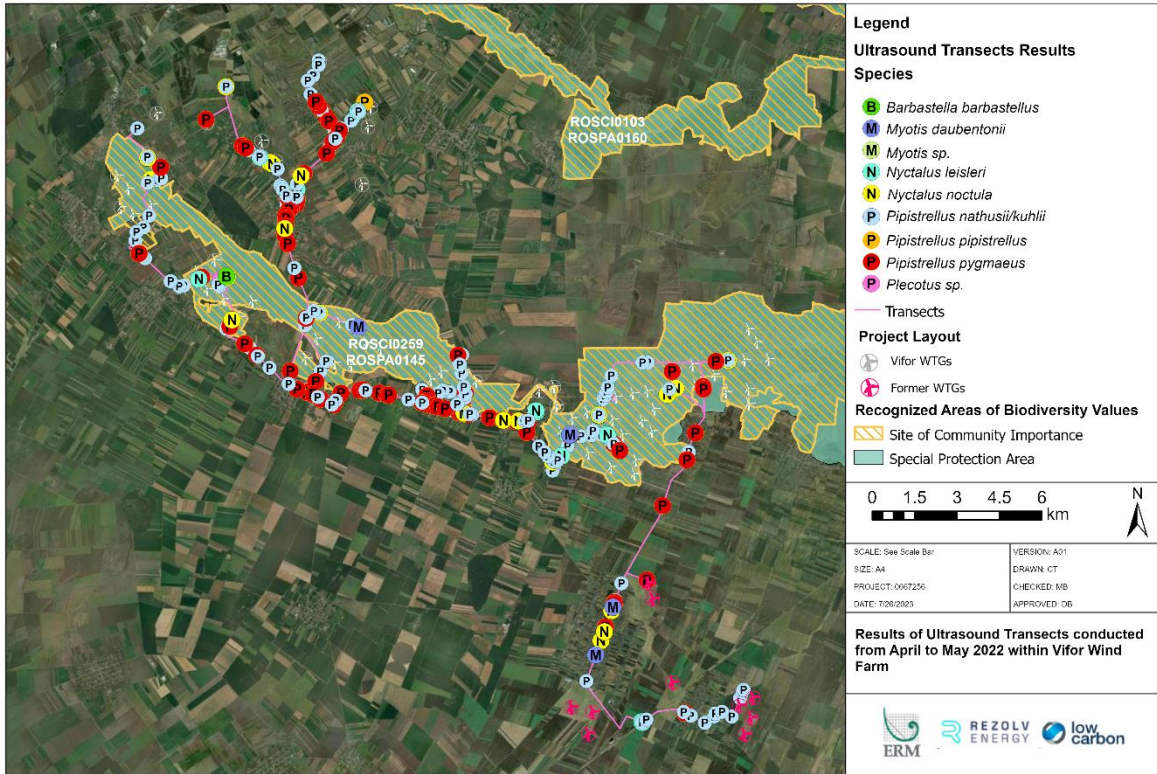 Legend
Ultrasound Transects Results
Species
B Barbastella barbastellus
M Myotis daubentonii
M Myotis sp.
N Nyctalus leisleri
N Nyctalus noctula
P Pipistrellus nathusii/kuhlii
P Pipistrellus pipistrellus
P Pipistrellus pygmaeus
P Plecotus sp.
Transects
Project Layout
Vifor WTGs
Former WTGs
Recognized Areas of Biodiversity Values
Site of Community Importance
Special Protection Area
ROSCI0103
ROSPA0160
ROSCI0259
ROSPA0145
0 1.5 3 4.5 6
km
N
SCALE: See Scale Bar
VERSION: A01
SIZE: A4
DRAWN: CT
PROJECT: 0667256
CHECKED: MB
DATE: 7/26/2023
APPROVED: DB
Results of Ultrasound Transects conducted
from April to May 2022 within Vifor Wind
Farm
ERM
REZOLV
ENERGY
low
carbon